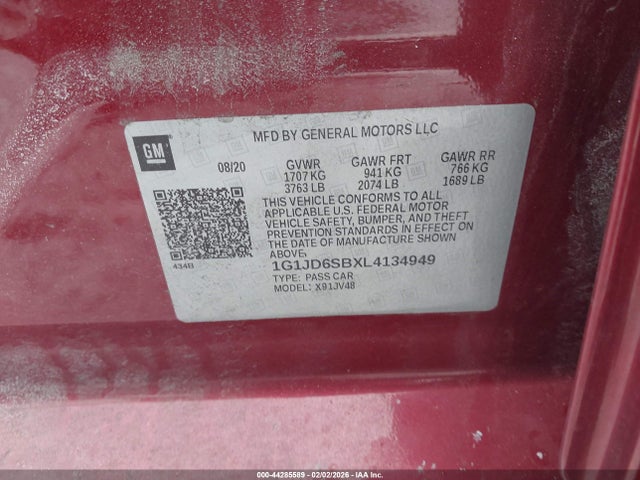 GM
MFD BY GENERAL MOTORS LLC
08/20 GVWR GAWR FRT GAWR RR
1707 KG 941 KG 766 KG
3763 LB 2074 LB 1689 LB
THIS VEHICLE CONFORMS TO ALL
APPLICABLE U.S. FEDERAL MOTOR
VEHICLE SAFETY, BUMPER, AND THEFT
PREVENTION STANDARDS IN EFFECT
ON THE DATE OF MANUFACTURE SHOWN
ABOVE.
434B
1G1JD6SBXL4134949
TYPE: PASS CAR
MODEL: X91JV48
000-44285589 - 02/02/2026 - IAA Inc.